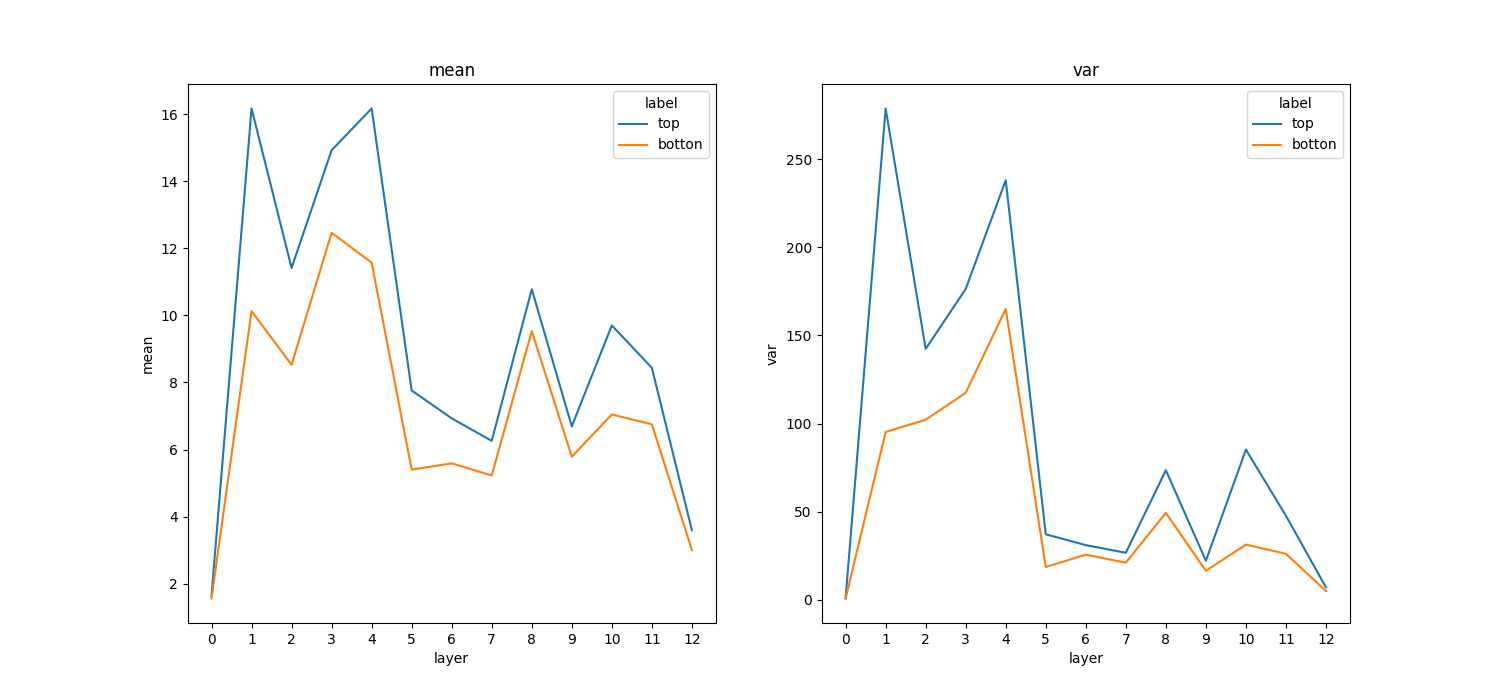 mean
label
top
botton
16
14
12
10
8
6
4
2
mean
0 1 2 3 4 5 6 7 8 9 10 11 12
layer
var
label
top
botton
250
200
150
100
50
0
var
0 1 2 3 4 5 6 7 8 9 10 11 12
layer